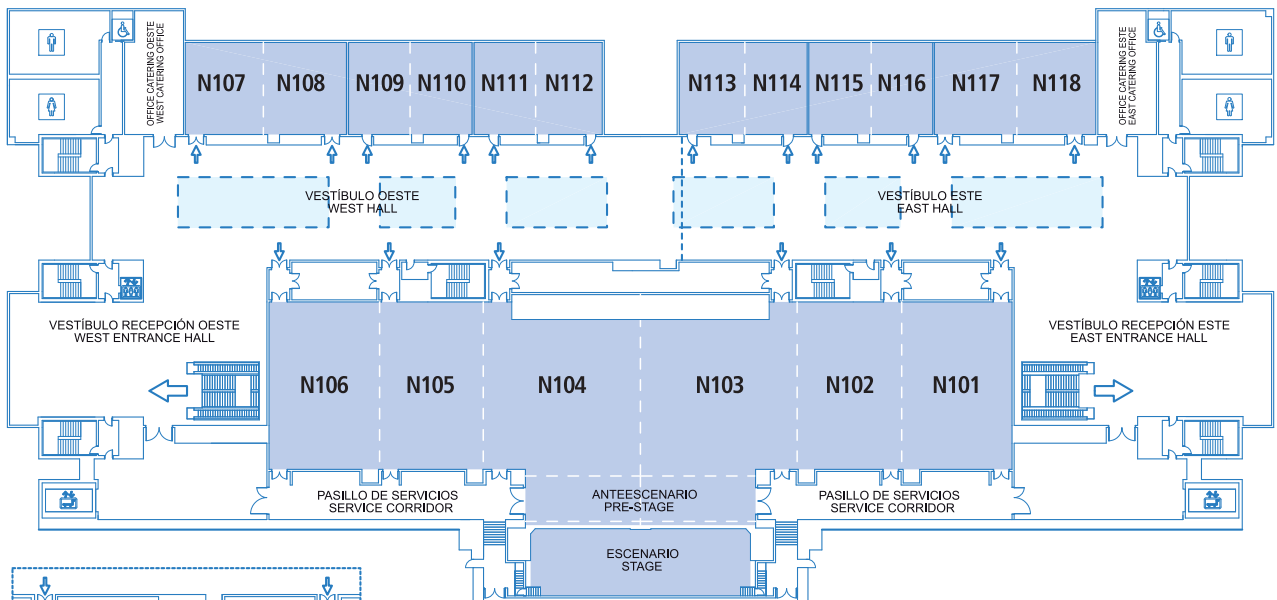 OFFICE CATERING OESTE
WEST CATERING OFFICE
N107
N108
N109
N110
N111
N112
N113
N114
N115
N116
N117
N118
OFFICE CATERING ESTE
EAST CATERING OFFICE
VESTÍBULO OESTE
WEST HALL
VESTÍBULO ESTE
EAST HALL
VESTÍBULO RECEPCIÓN OESTE
WEST ENTRANCE HALL
VESTÍBULO RECEPCIÓN ESTE
EAST ENTRANCE HALL
N106
N105
N104
N103
N102
N101
PASILLO DE SERVICIOS
SERVICE CORRIDOR
ANTEESCENARIO
PRE-STAGE
PASILLO DE SERVICIOS
SERVICE CORRIDOR
ESCENARIO
STAGE